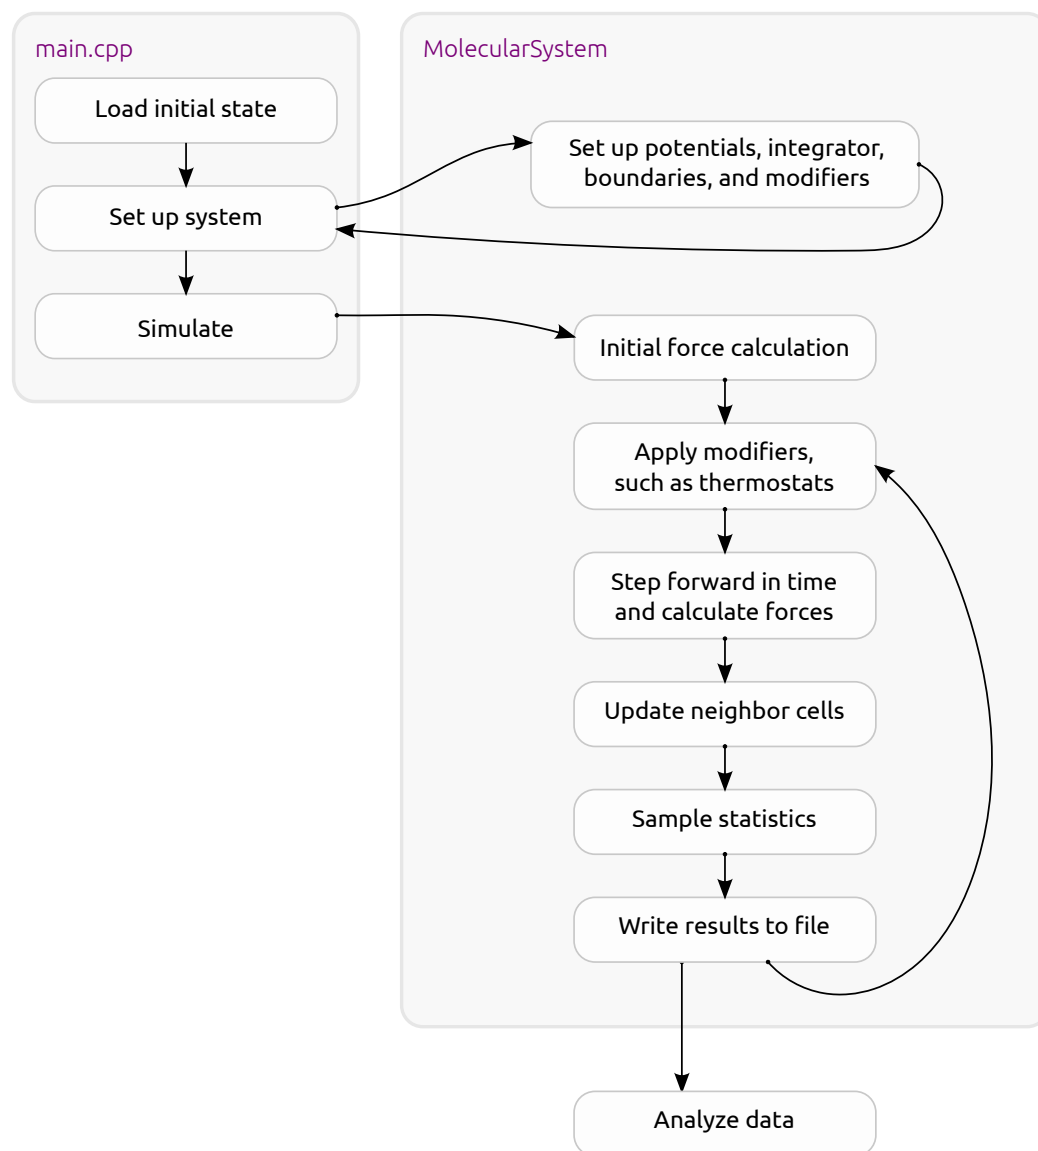 main.cpp
Load initial state
Set up system
Simulate
MolecularSystem
Set up potentials, integrator,
boundaries, and modifiers
Initial force calculation
Apply modifiers,
such as thermostats
Step forward in time
and calculate forces
Update neighbor cells
Sample statistics
Write results to file
Analyze data